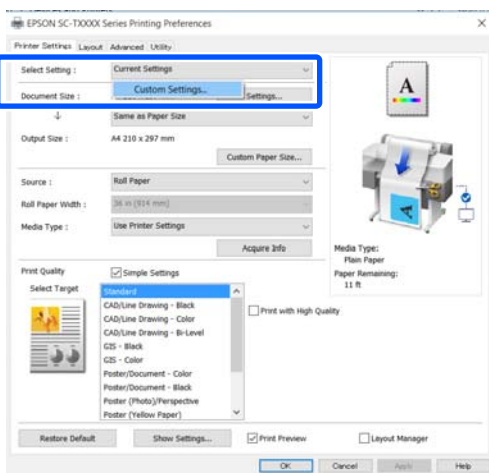 EPSON SC-TXXXX Series Printing Preferences
Printer Settings Layout Advanced Utility
Select Setting : Current Settings
Custom Settings...
Document Size : Settings...
Same as Paper Size
Output Size : A4 210 x 297 mm
Custom Paper Size...
Source : Roll Paper
Roll Paper Width : 36 in (914 mm)
Media Type : Use Printer Settings
Acquire Info
A
Media Type:
Plain Paper
Paper Remaining:
11 ft
Print Quality Simple Settings
Select Target
Standard
CAD/Line Drawing - Black
CAD/Line Drawing - Color
CAD/Line Drawing - Bi-Level
GIS - Black
GIS - Color
Poster/Document - Color
Poster/Document - Black
Poster (Photo)/Perspective
Poster (Yellow Paper)
Print with High Quality
Restore Default Show Settings... Print Preview Layout Manager
OK Cancel Apply Help